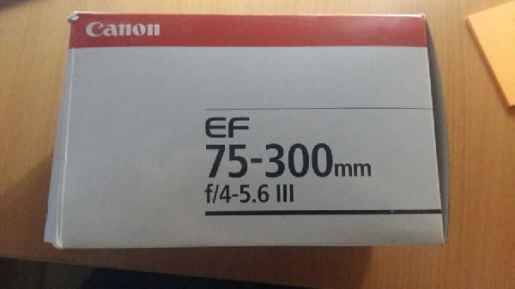 Canon
EF
75-300mm
f/4-5.6 III